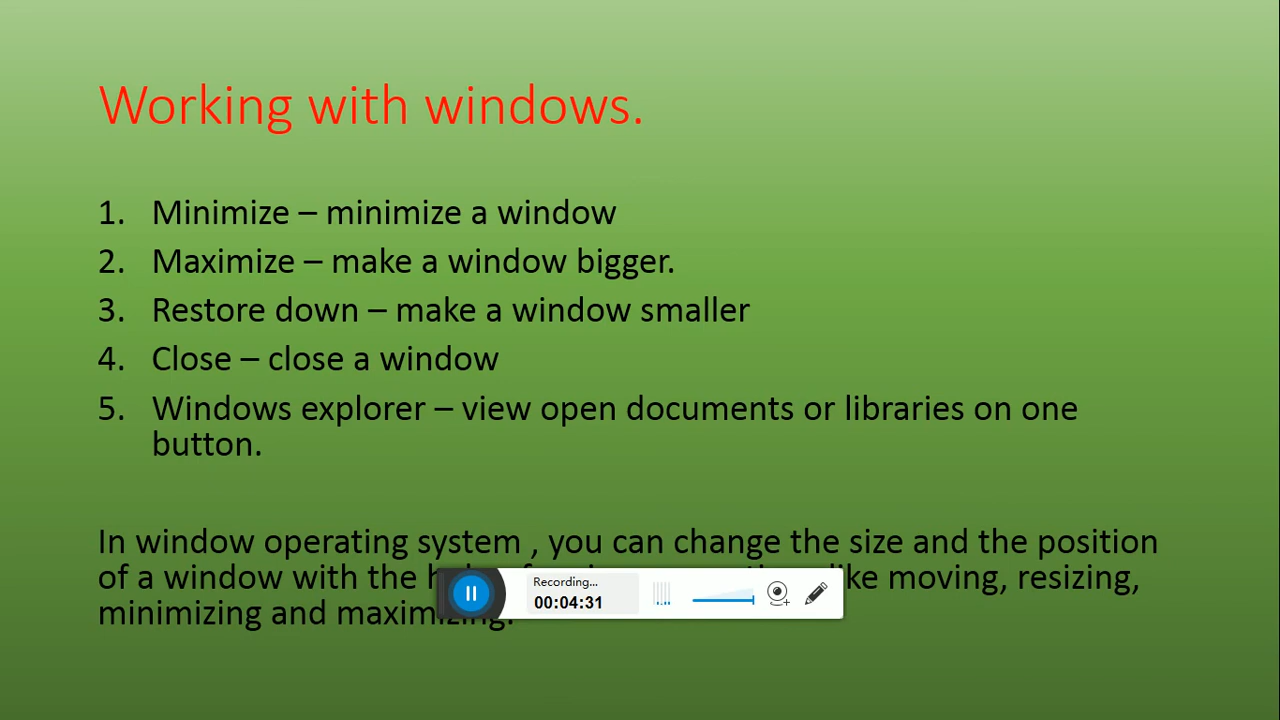 Working with windows.
1. Minimize – minimize a window
2. Maximize – make a window bigger.
3. Restore down – make a window smaller
4. Close – close a window
5. Windows explorer – view open documents or libraries on one
button.
In window operating system , you can change the size and the position
of a window with the like moving, resizing,
minimizing and maximizing.
Recording...
00:04:31